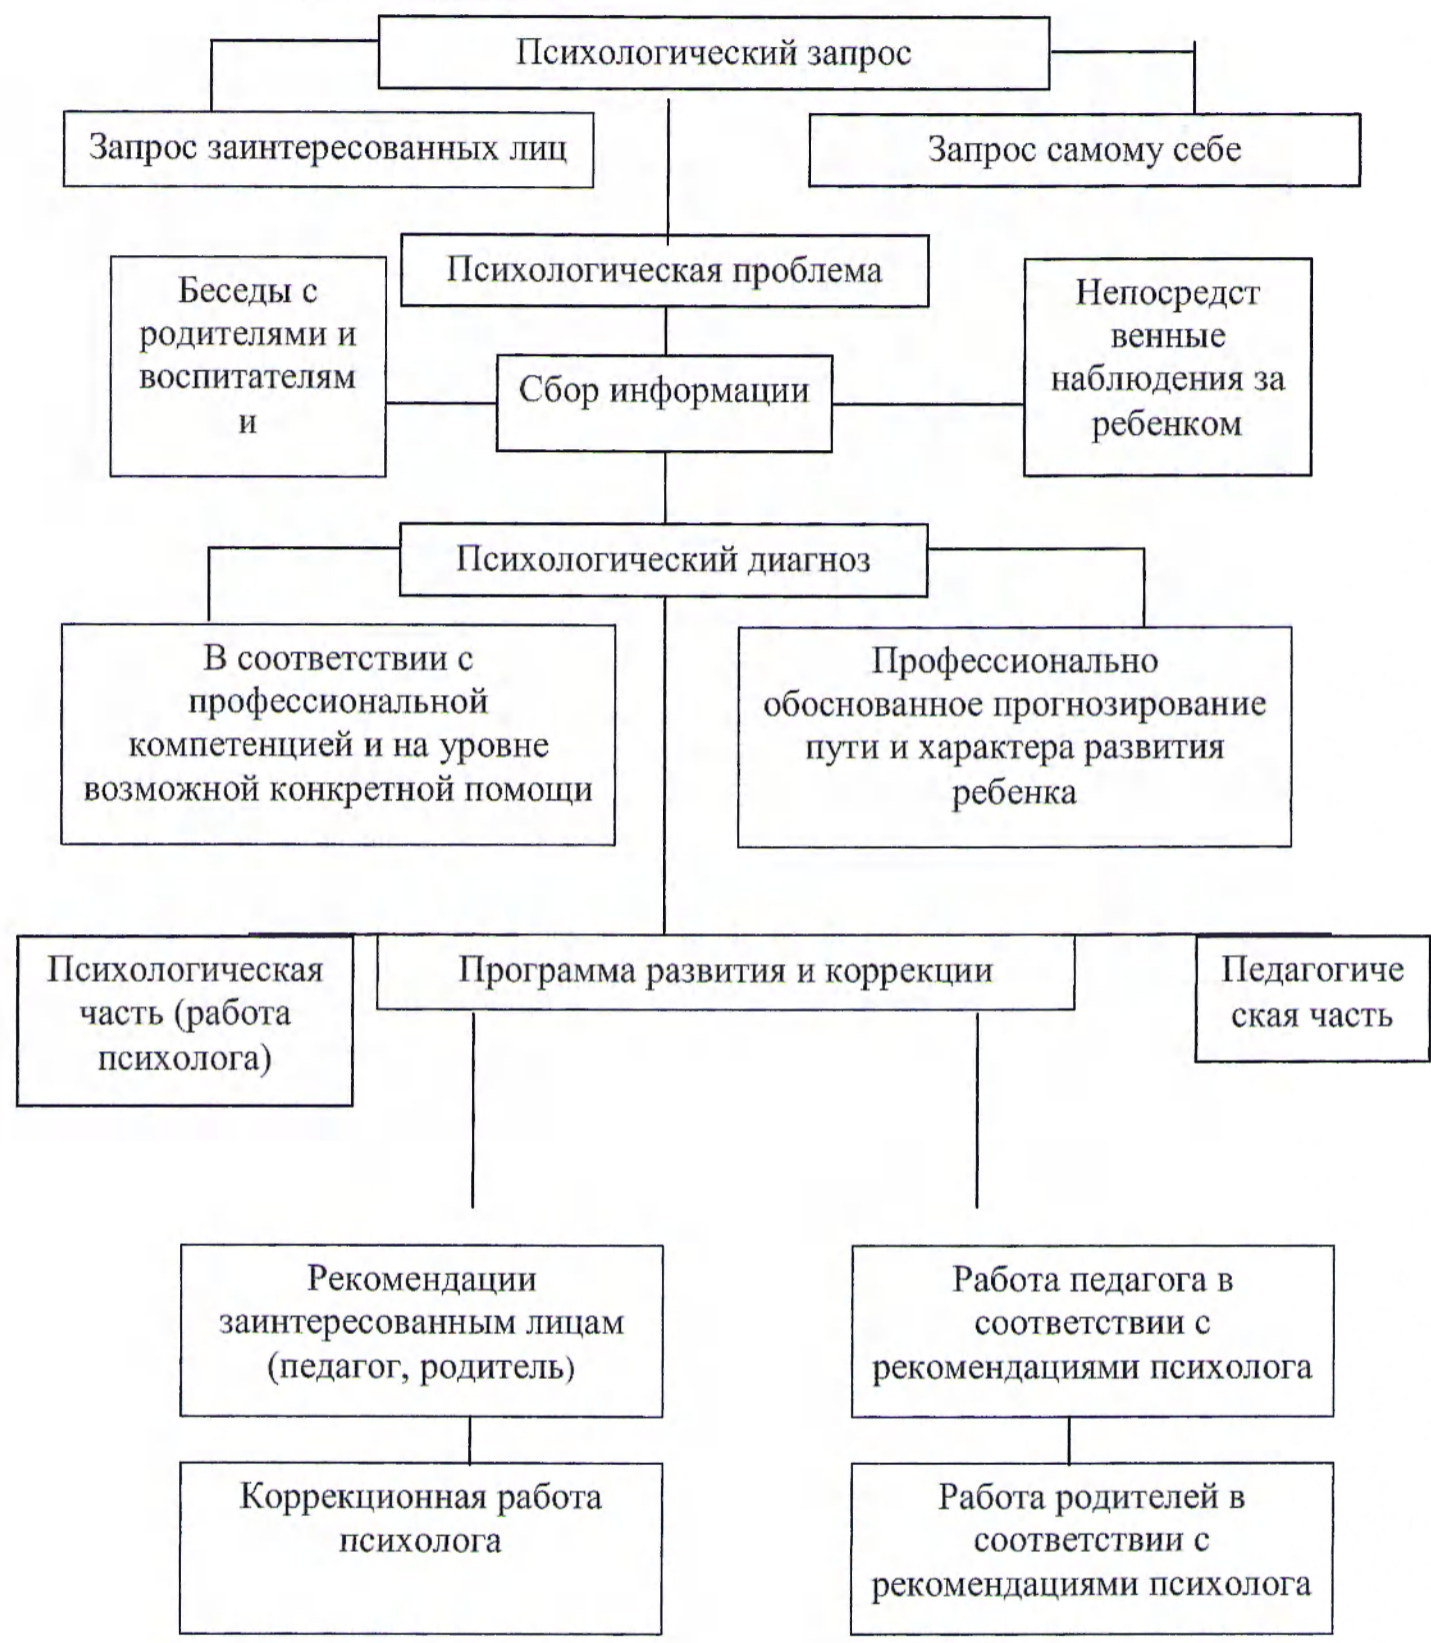 Психологический запрос
Запрос заинтересованных лиц
Запрос самому себе
Психологическая проблема
Беседы с
родителями и
воспитателям
и
Сбор информации
Непосредст
венные
наблюдения за
ребенком
Психологический диагноз
В соответствии с
профессиональной
компетенцией и на уровне
возможной конкретной помощи
Профессионально
обоснованное прогнозирование
пути и характера развития
ребенка
Психологическая
часть (работа
психолога)
Программа развития и коррекции
Педагогиче
ская часть
Рекомендации
заинтересованным лицам
(педагог, родитель)
Работа педагога в
соответствии с
рекомендациями психолога
Коррекционная работа
психолога
Работа родителей в
соответствии с
рекомендациями психолога